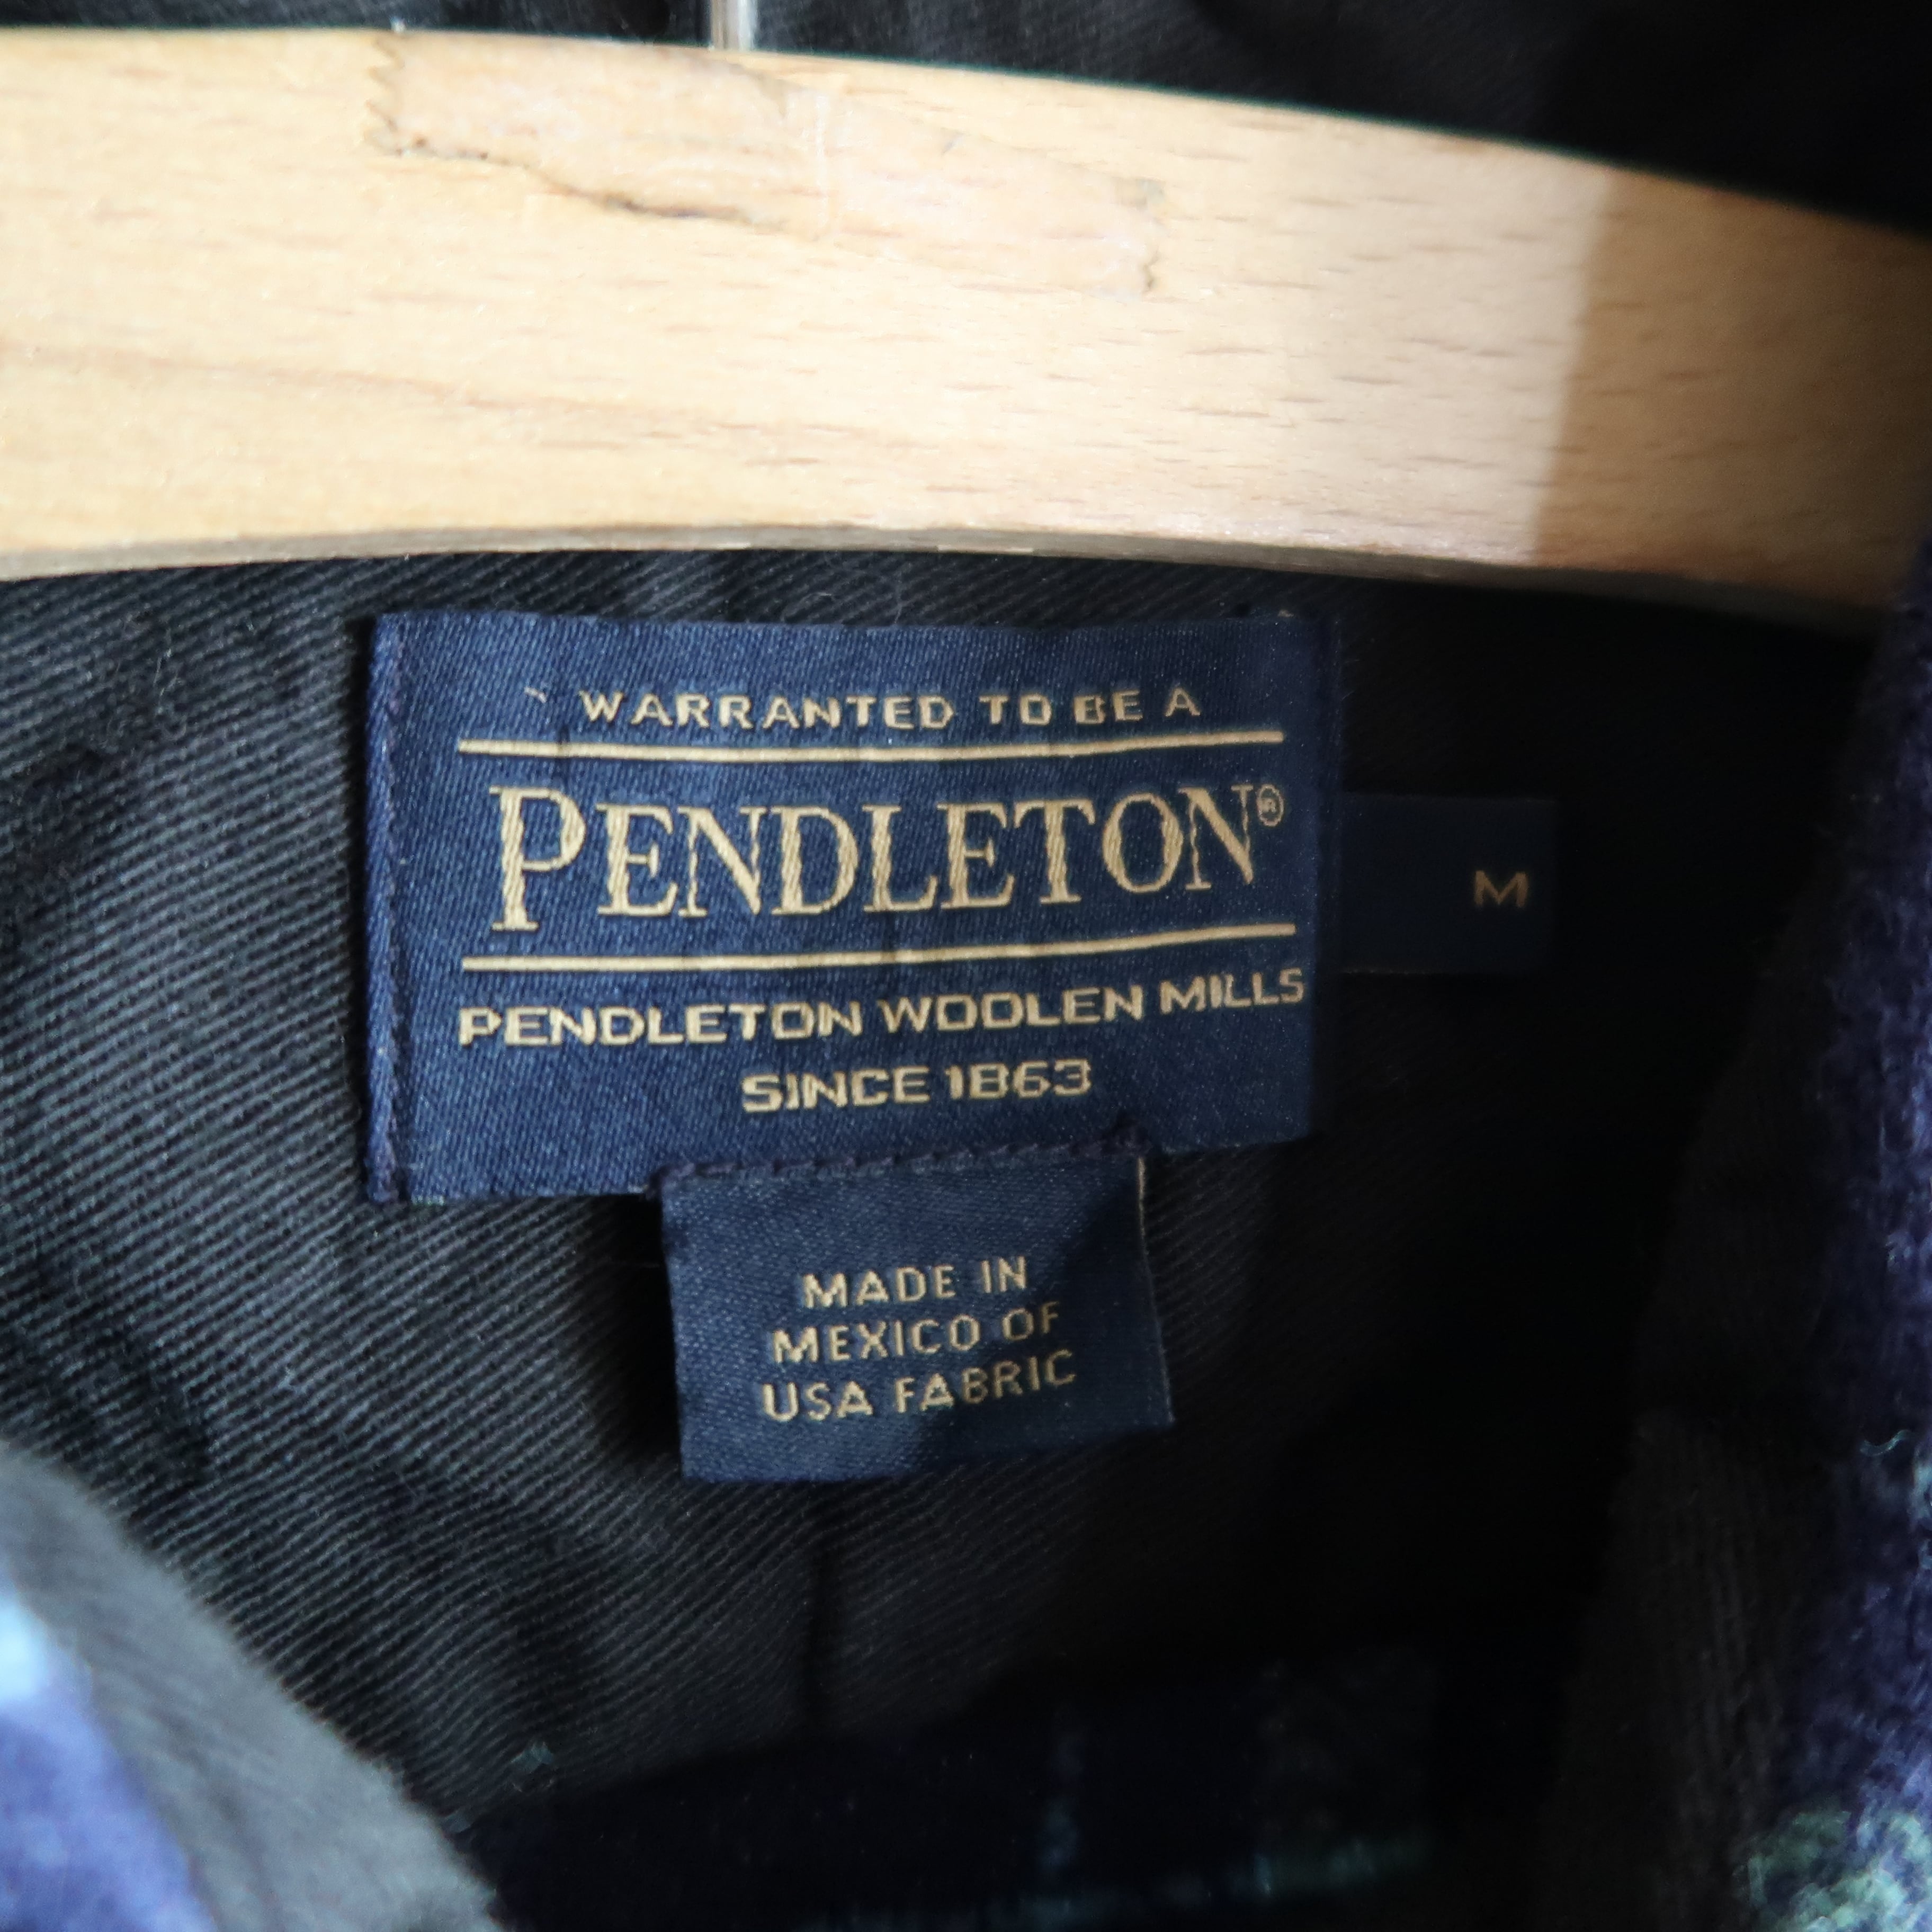 WARRANTED TO BE A
PENDLETON®
M
PENDLETON WOOLEN MILLS
SINCE 1863
MADE IN
MEXICO OF
USA FABRIC